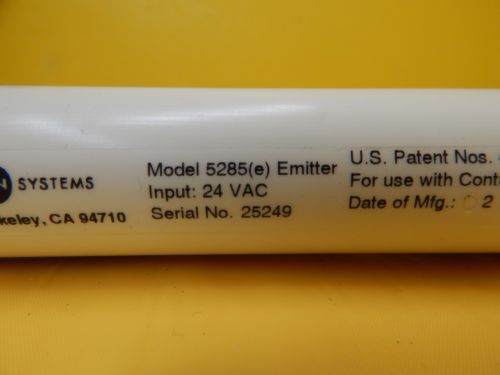 SYSTEMS
keley, CA 94710
Model 5285(e) Emitter
Input: 24 VAC
Serial No. 25249
U.S. Patent Nos.
For use with Cont
Date of Mfg.: 2